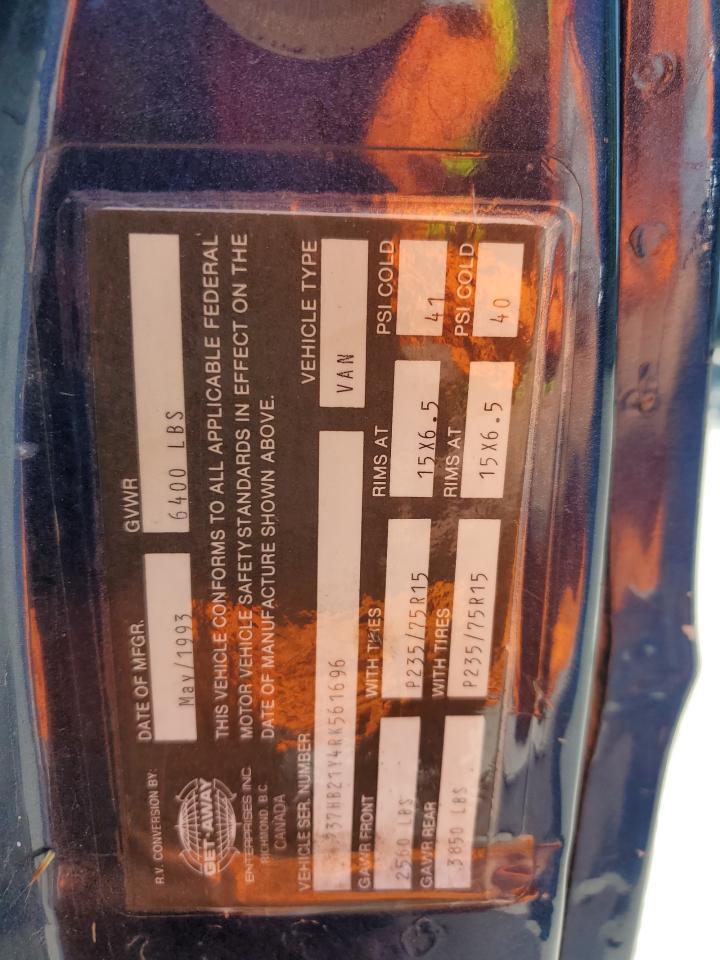 R.V. CONVERSION BY:
GET-AWAY
ENTERPRISES INC.
RICHMOND, B.C.
CANADA
DATE OF MFGR. GVWR
May/1993 6400 LBS
THIS VEHICLE CONFORMS TO ALL APPLICABLE FEDERAL
MOTOR VEHICLE SAFETY STANDARDS IN EFFECT ON THE
DATE OF MANUFACTURE SHOWN ABOVE.
VEHICLE SER. NUMBER VEHICLE TYPE
VAN
GAWR FRONT WITH TIRES RIMS AT PSI COLD
2560 LBS P235/75R15 15X6.5 41
GAWR REAR WITH TIRES RIMS AT PSI COLD
3850 LBS P235/75R15 15X6.5 40